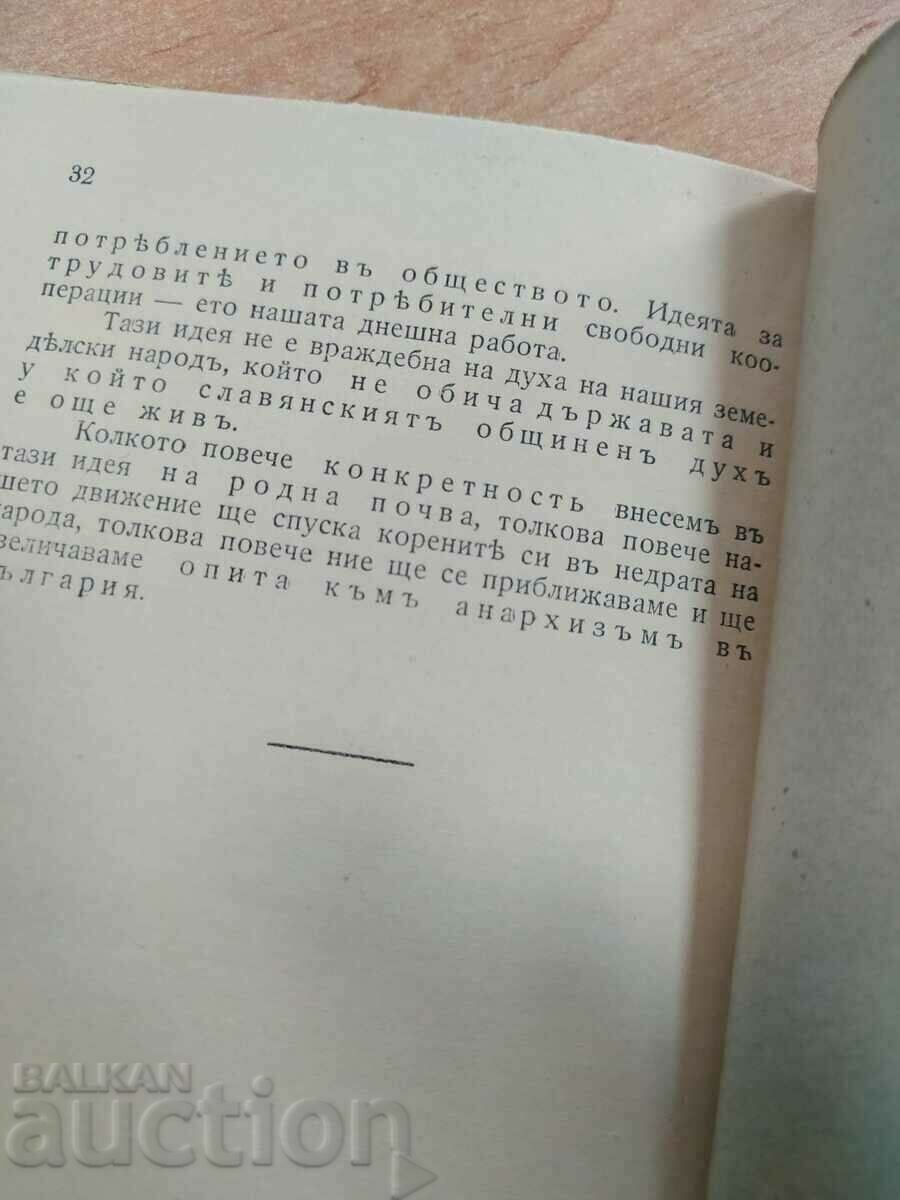 32
потрѣблението въ обществото. Идеята за
трудовитѣ и потрѣбителни свободни коо-
перации — ето нашата днешна работа.
Тази идея не е враждебна на духа на нашия земе-
дѣлски народъ, който не обича държавата и
у който славянскиятъ общиненъ духъ
е още живъ.
Колкото повече конкретность внесемъ въ
тази идея на родна почва, толкова повече на-
шето движение ще спуска коренитѣ си въ недрата на
народа, толкова повече ние ще се приближаваме и ще
величаваме опита къмъ анархизъмъ въ
ългария.
BALKAN
auction